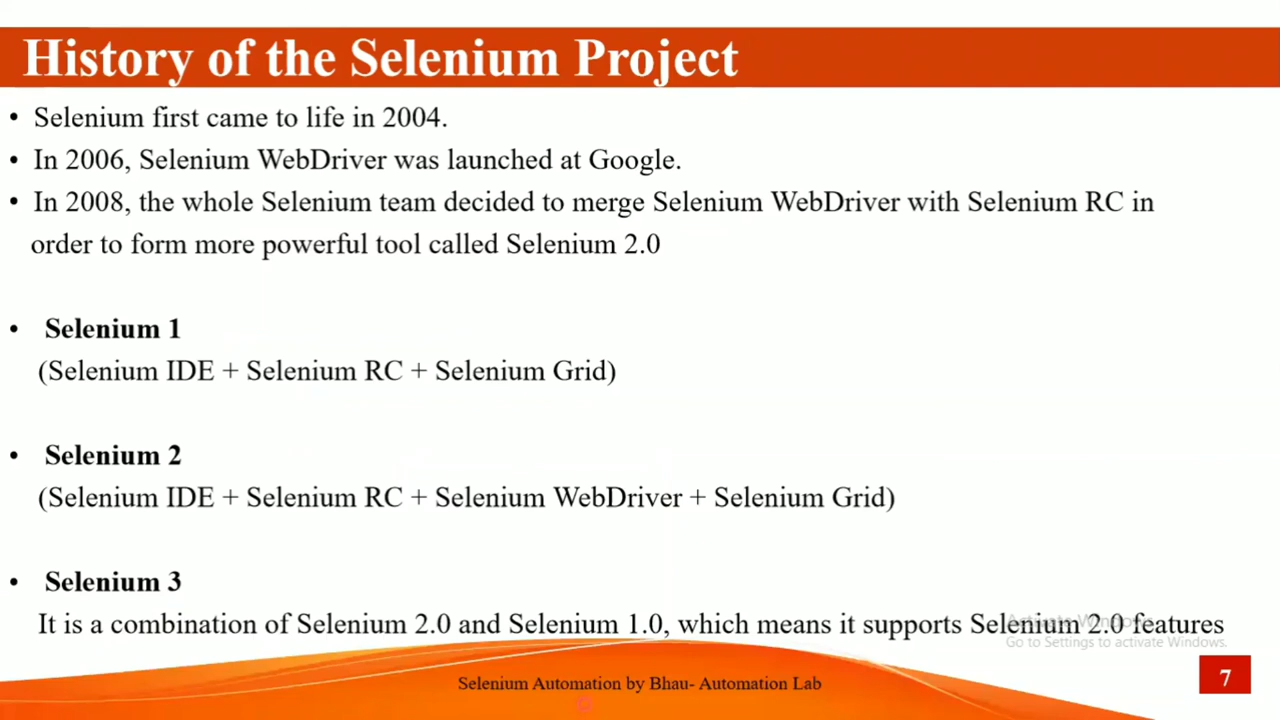 History of the Selenium Project
• Selenium first came to life in 2004.
• In 2006, Selenium WebDriver was launched at Google.
• In 2008, the whole Selenium team decided to merge Selenium WebDriver with Selenium RC in
order to form more powerful tool called Selenium 2.0
• Selenium 1
(Selenium IDE + Selenium RC + Selenium Grid)
• Selenium 2
(Selenium IDE + Selenium RC + Selenium WebDriver + Selenium Grid)
• Selenium 3
It is a combination of Selenium 2.0 and Selenium 1.0, which means it supports Selenium 2.0 features
Activate Windows
Go to Settings to activate Windows.
Selenium Automation by Bhau- Automation Lab
7